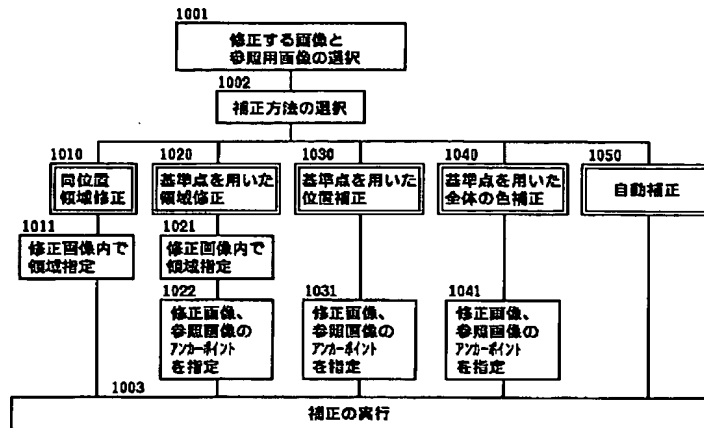 1001
修正する画像と
参照用画像の選択
1002
補正方法の選択
1010
同位置
領域修正
1020
基準点を用いた
領域修正
1030
基準点を用いた
位置補正
1040
基準点を用いた
全体の色補正
1050
自動補正
1011
修正画像内で
領域指定
1021
修正画像内で
領域指定
1022
修正画像、
参照画像の
アンカーポイント
を指定
1031
修正画像、
参照画像の
アンカーポイント
を指定
1041
修正画像、
参照画像の
アンカーポイント
を指定
1003
補正の実行